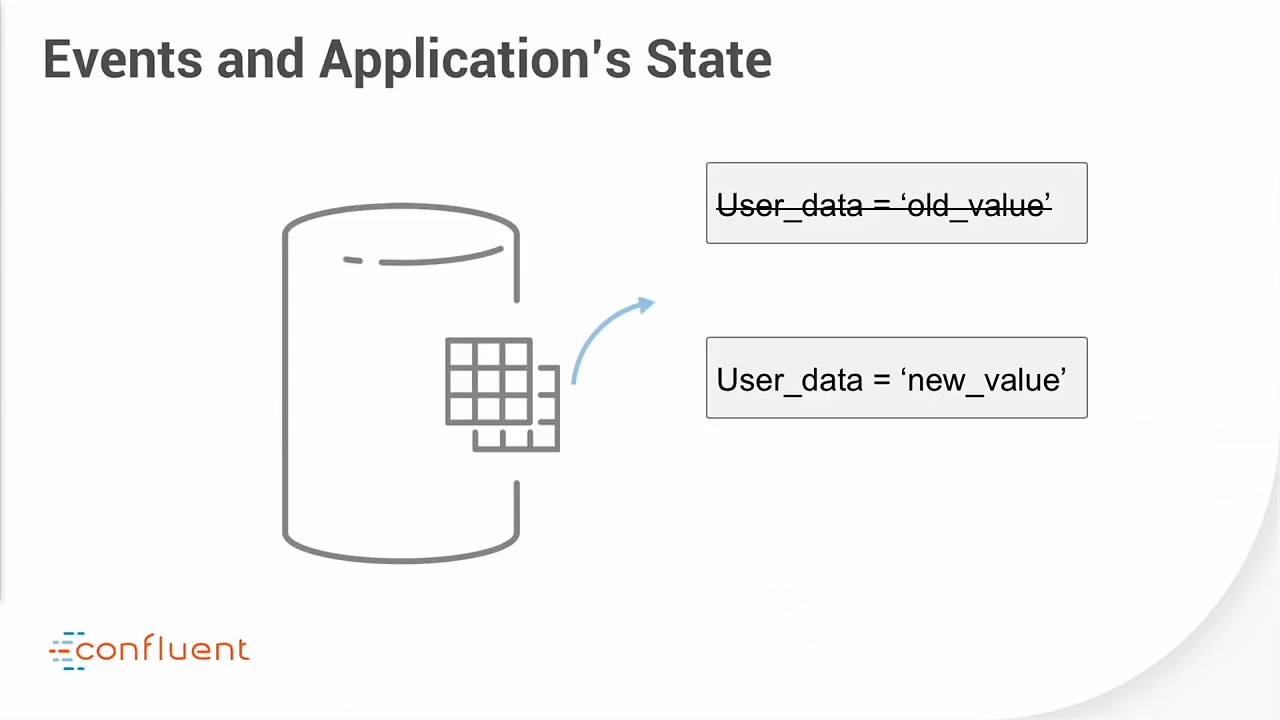 Events and Application's State
User_data = ‘old_value’
User_data = ‘new_value’
confluent